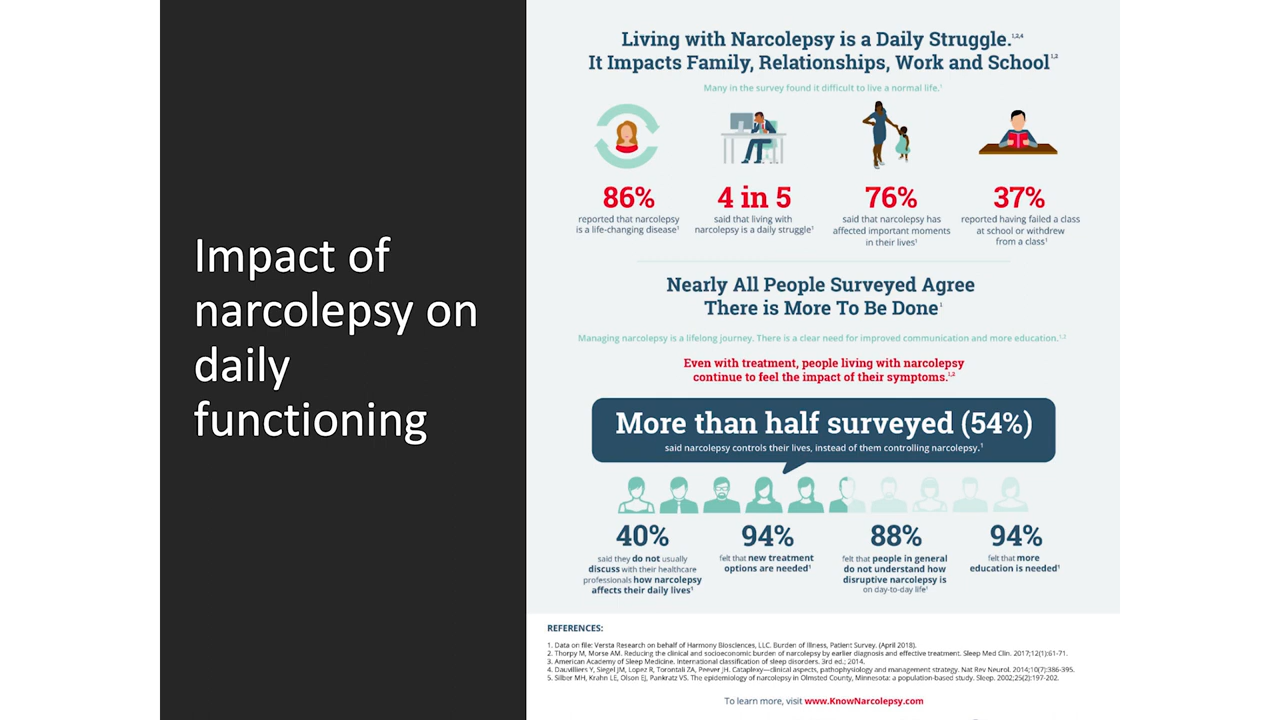 Impact of
narcolepsy on
daily
functioning
Living with Narcolepsy is a Daily Struggle.1,2,4
It Impacts Family, Relationships, Work and School1,2
Many in the survey found it difficult to live a normal life.1
86%
reported that narcolepsy
is a life-changing disease1
4 in 5
said that living with
narcolepsy is a daily struggle1
76%
said that narcolepsy has
affected important moments
in their lives1
37%
reported having failed a class
at school or withdrew
from a class1
Nearly All People Surveyed Agree
There is More To Be Done1
Managing narcolepsy is a lifelong journey. There is a clear need for improved communication and more education.1,2
Even with treatment, people living with narcolepsy
continue to feel the impact of their symptoms.1,2
More than half surveyed (54%)
said narcolepsy controls their lives, instead of them controlling narcolepsy.1
40%
said they do not usually
discuss with their healthcare
professionals how narcolepsy
affects their daily lives1
94%
felt that new treatment
options are needed1
88%
felt that people in general
do not understand how
disruptive narcolepsy is
on day-to-day life1
94%
felt that more
education is needed1
REFERENCES:
1. Data on file: Versta Research on behalf of Harmony Biosciences, LLC. Burden of Illness, Patient Survey. (April 2018).
2. Thorpy M, Morse AM. Reducing the clinical and socioeconomic burden of narcolepsy by earlier diagnosis and effective treatment. Sleep Med Clin. 2017;12(1):61-71.
3. American Academy of Sleep Medicine. International classification of sleep disorders. 3rd ed.; 2014.
4. Dauvilliers Y, Siegel JM, Lopez R, Torontali ZA, Peever JH. Cataplexy—clinical aspects, pathophysiology and management strategy. Nat Rev Neurol. 2014;10(7):386-395.
5. Silber MH, Krahn LE, Olson EJ, Pankratz VS. The epidemiology of narcolepsy in Olmsted County, Minnesota: a population-based study. Sleep. 2002;25(2):197-202.
To learn more, visit www.KnowNarcolepsy.com